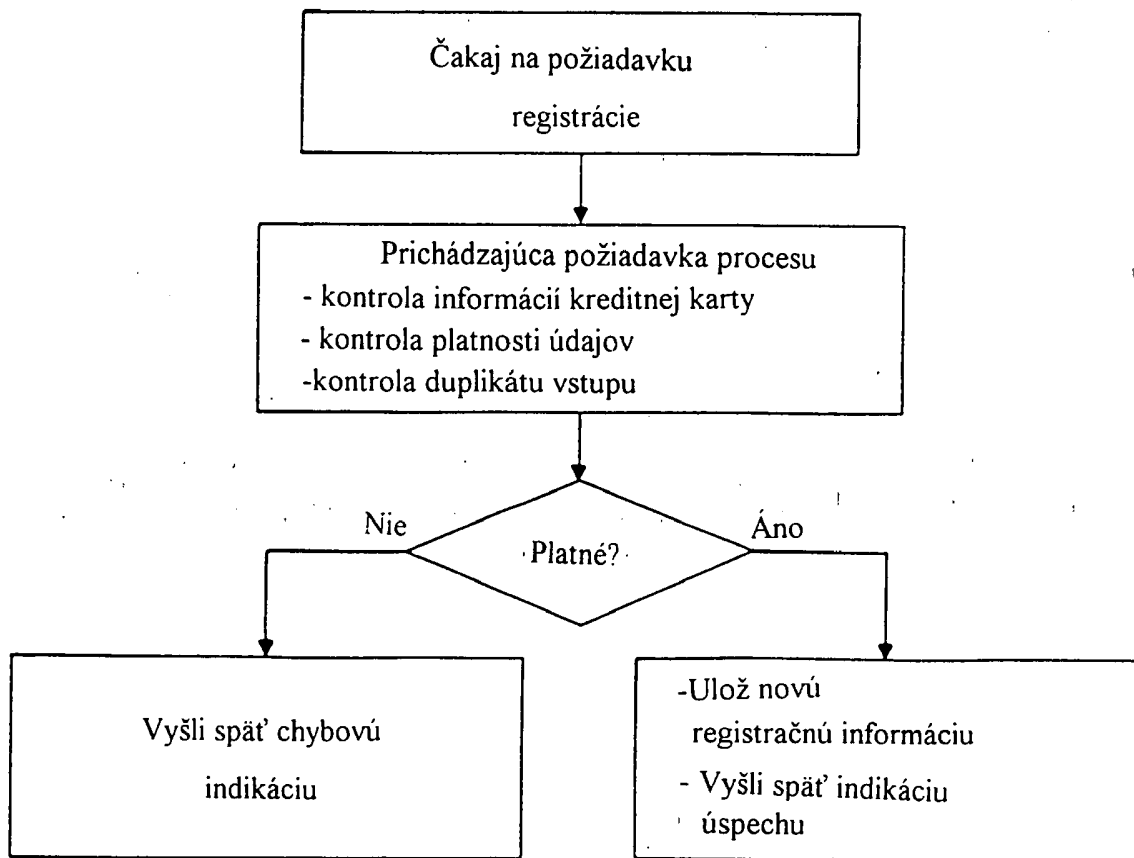 Čakaj na požiadavku
registrácie
Prichádzajúca požiadavka procesu
- kontrola informácií kreditnej karty
- kontrola platnosti údajov
-kontrola duplikátu vstupu
Nie
Platné?
Áno
Vyšli späť chybovú
indikáciu
-Ulož novú
registračnú informáciu
- Vyšli späť indikáciu
úspechu